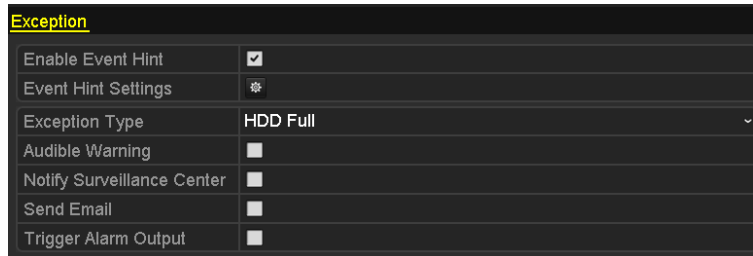 Exception
Enable Event Hint
Event Hint Settings
Exception Type HDD Full
Audible Warning
Notify Surveillance Center
Send Email
Trigger Alarm Output